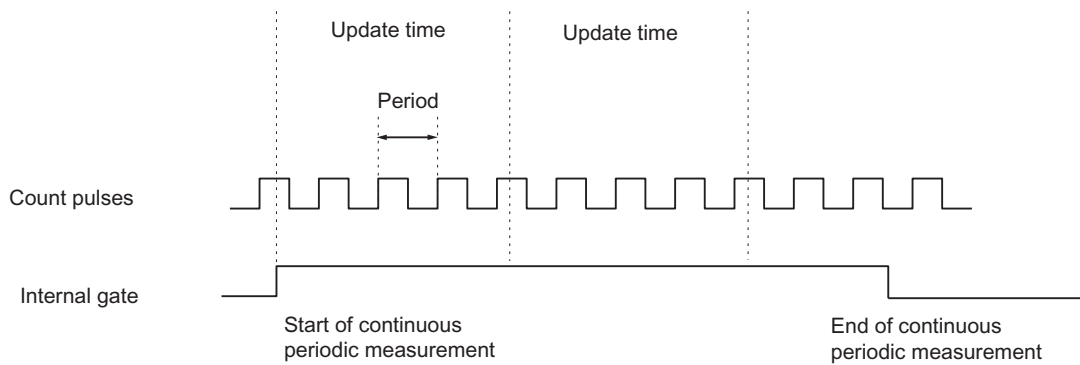 Update time
Update time
Period
Count pulses
Internal gate
Start of continuous
periodic measurement
End of continuous
periodic measurement